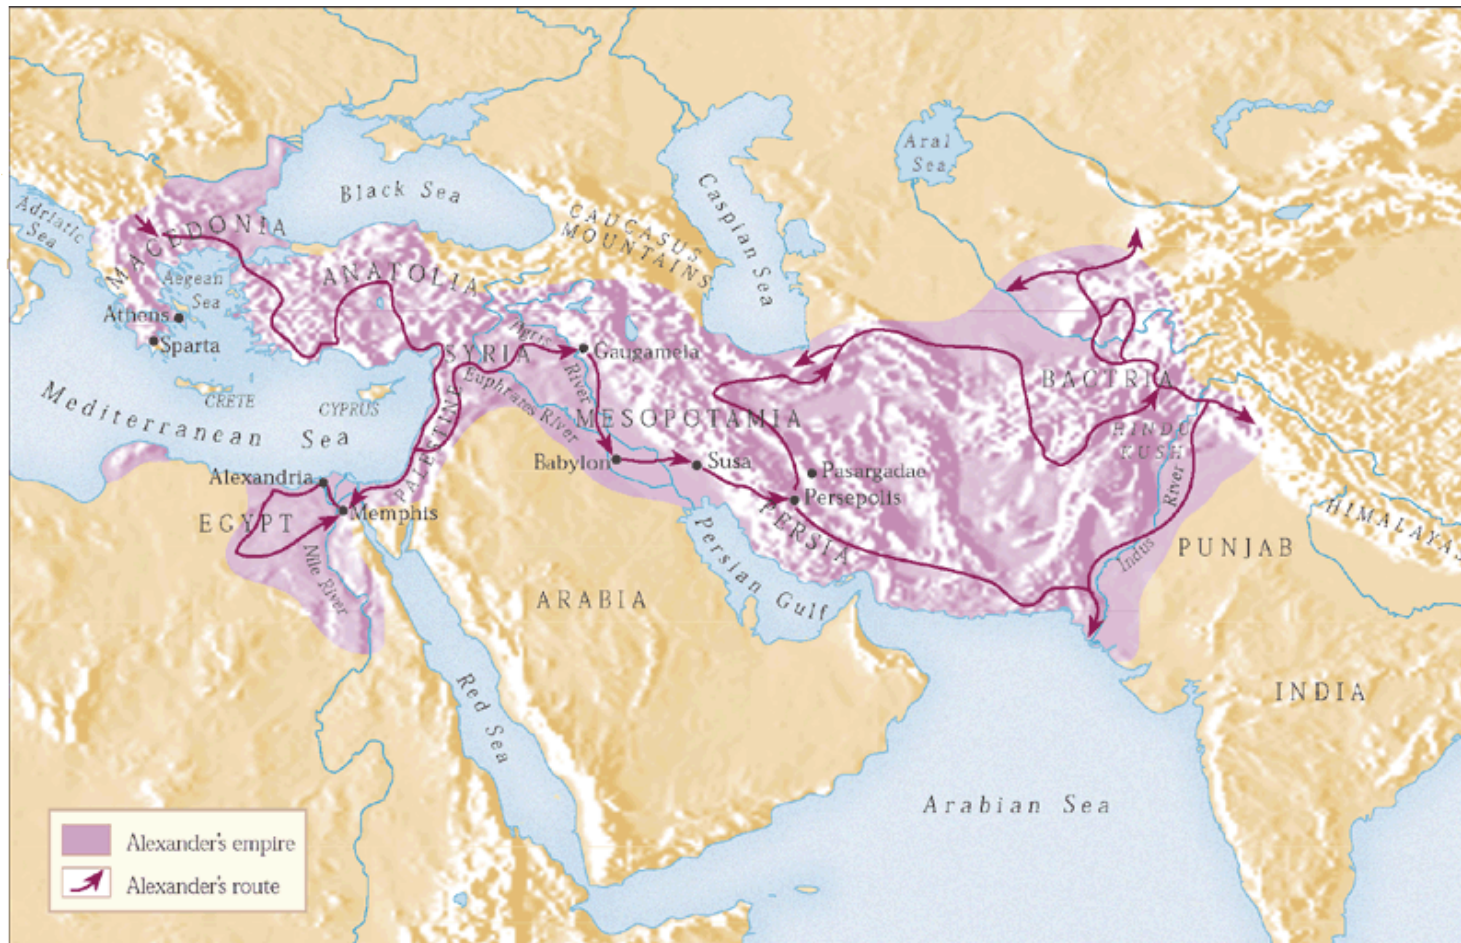 Aral
Sea
Black Sea
Caspian Sea
CAUCASUS
MOUNTAINS
Adriatic
Sea
MACEDONIA
ANATOLIA
Aegean
Sea
Athens
Sparta
SYRIA
Tigris
River
Gaugamela
Euphrates River
BACTRIA
CRETE
CYPRUS
Mediterranean Sea
PALESTINE
MESOPOTAMIA
HINDU
KUSH
Babylon
Susa
Pasargadae
Persepolis
Alexandria
EGYPT
Memphis
Nile River
PERSIA
Persian Gulf
Indus River
PUNJAB
HIMALAYAS
ARABIA
Red Sea
INDIA
Arabian Sea
Alexander's empire
Alexander's route